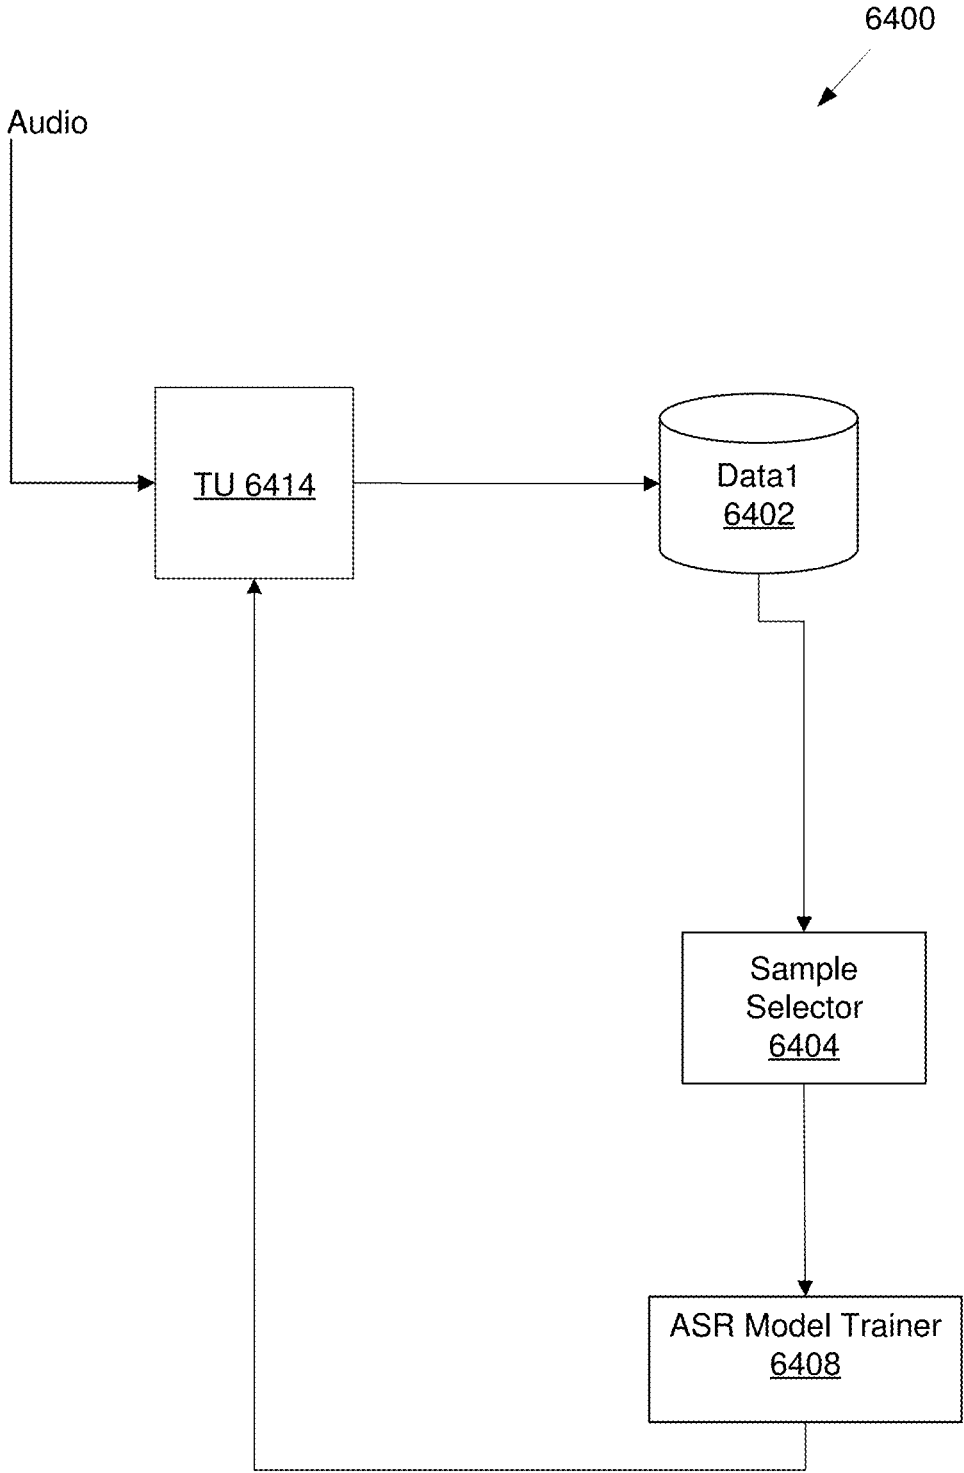 6400
Audio
TU 6414
Data1
6402
Sample
Selector
6404
ASR Model Trainer
6408